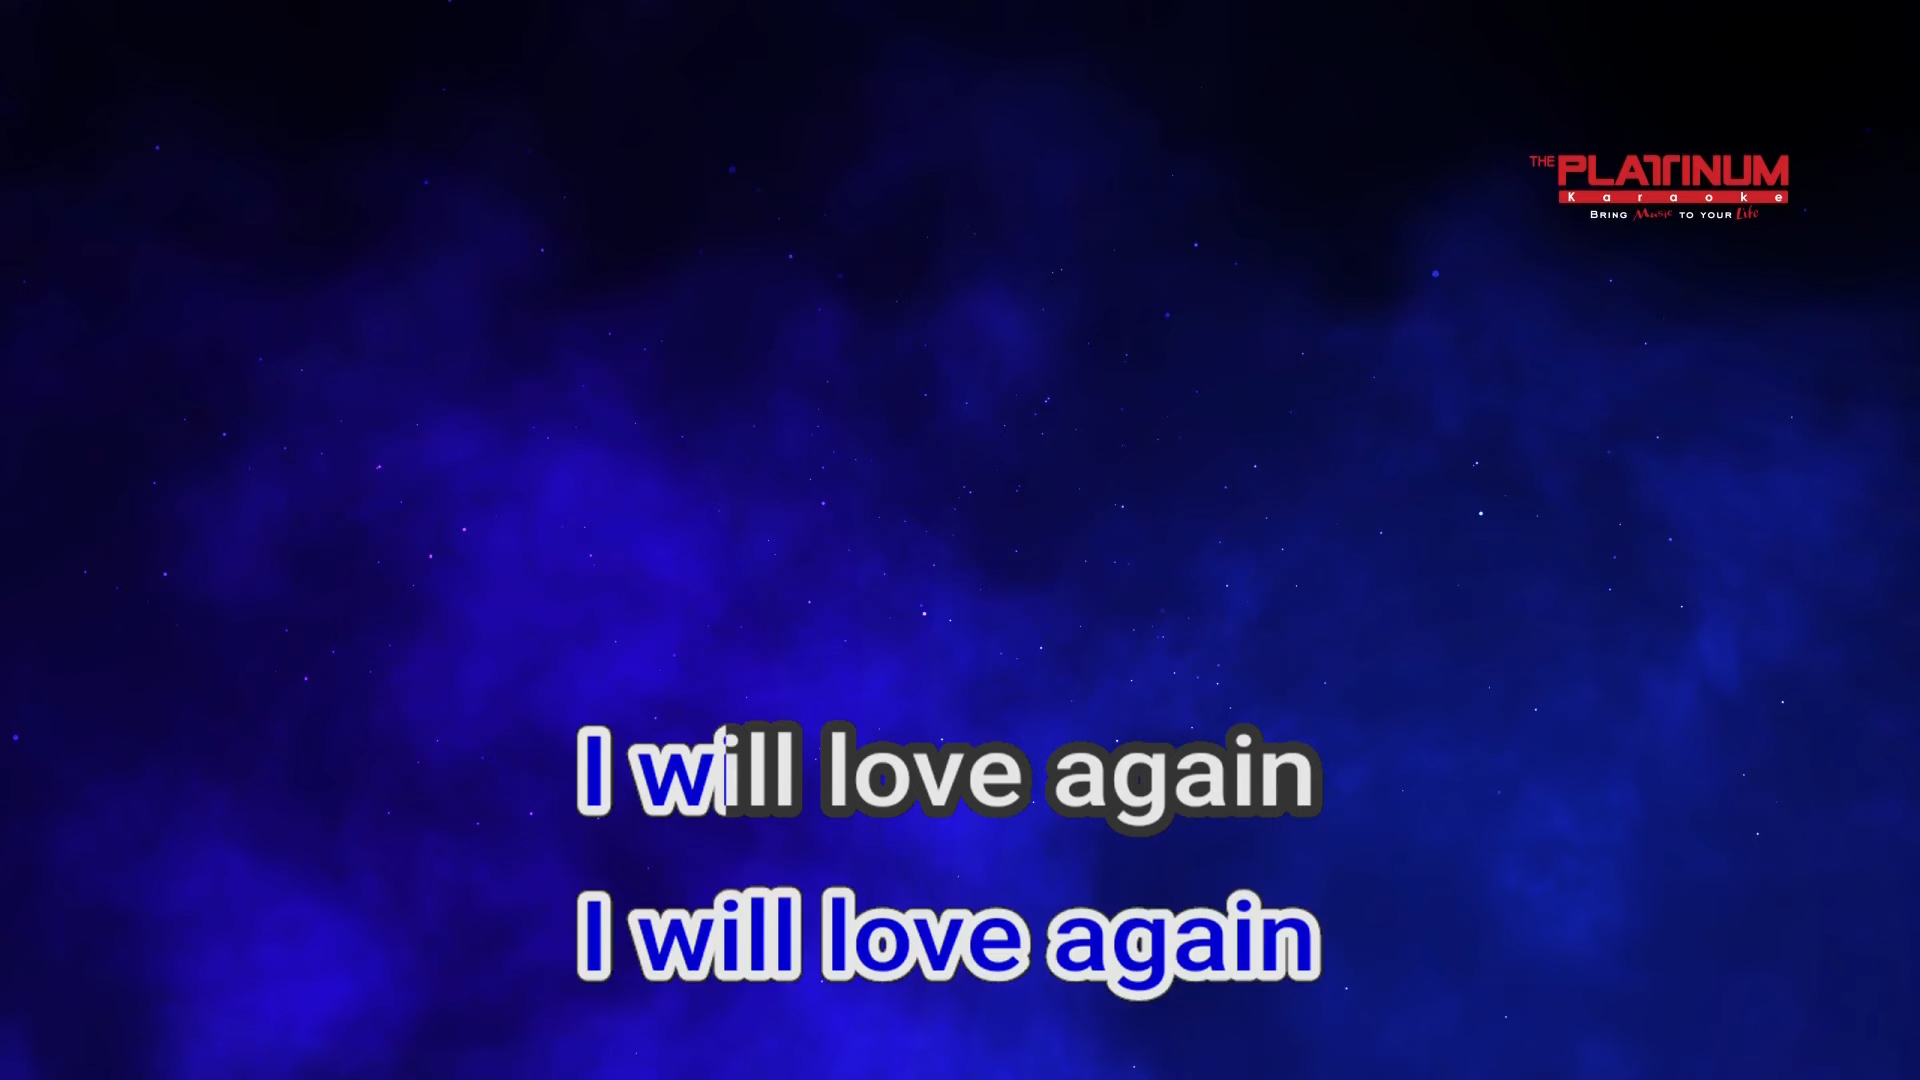 THE PLATINUM
Karaoke
BRING Music TO YOUR Life
I will love again
I will love again